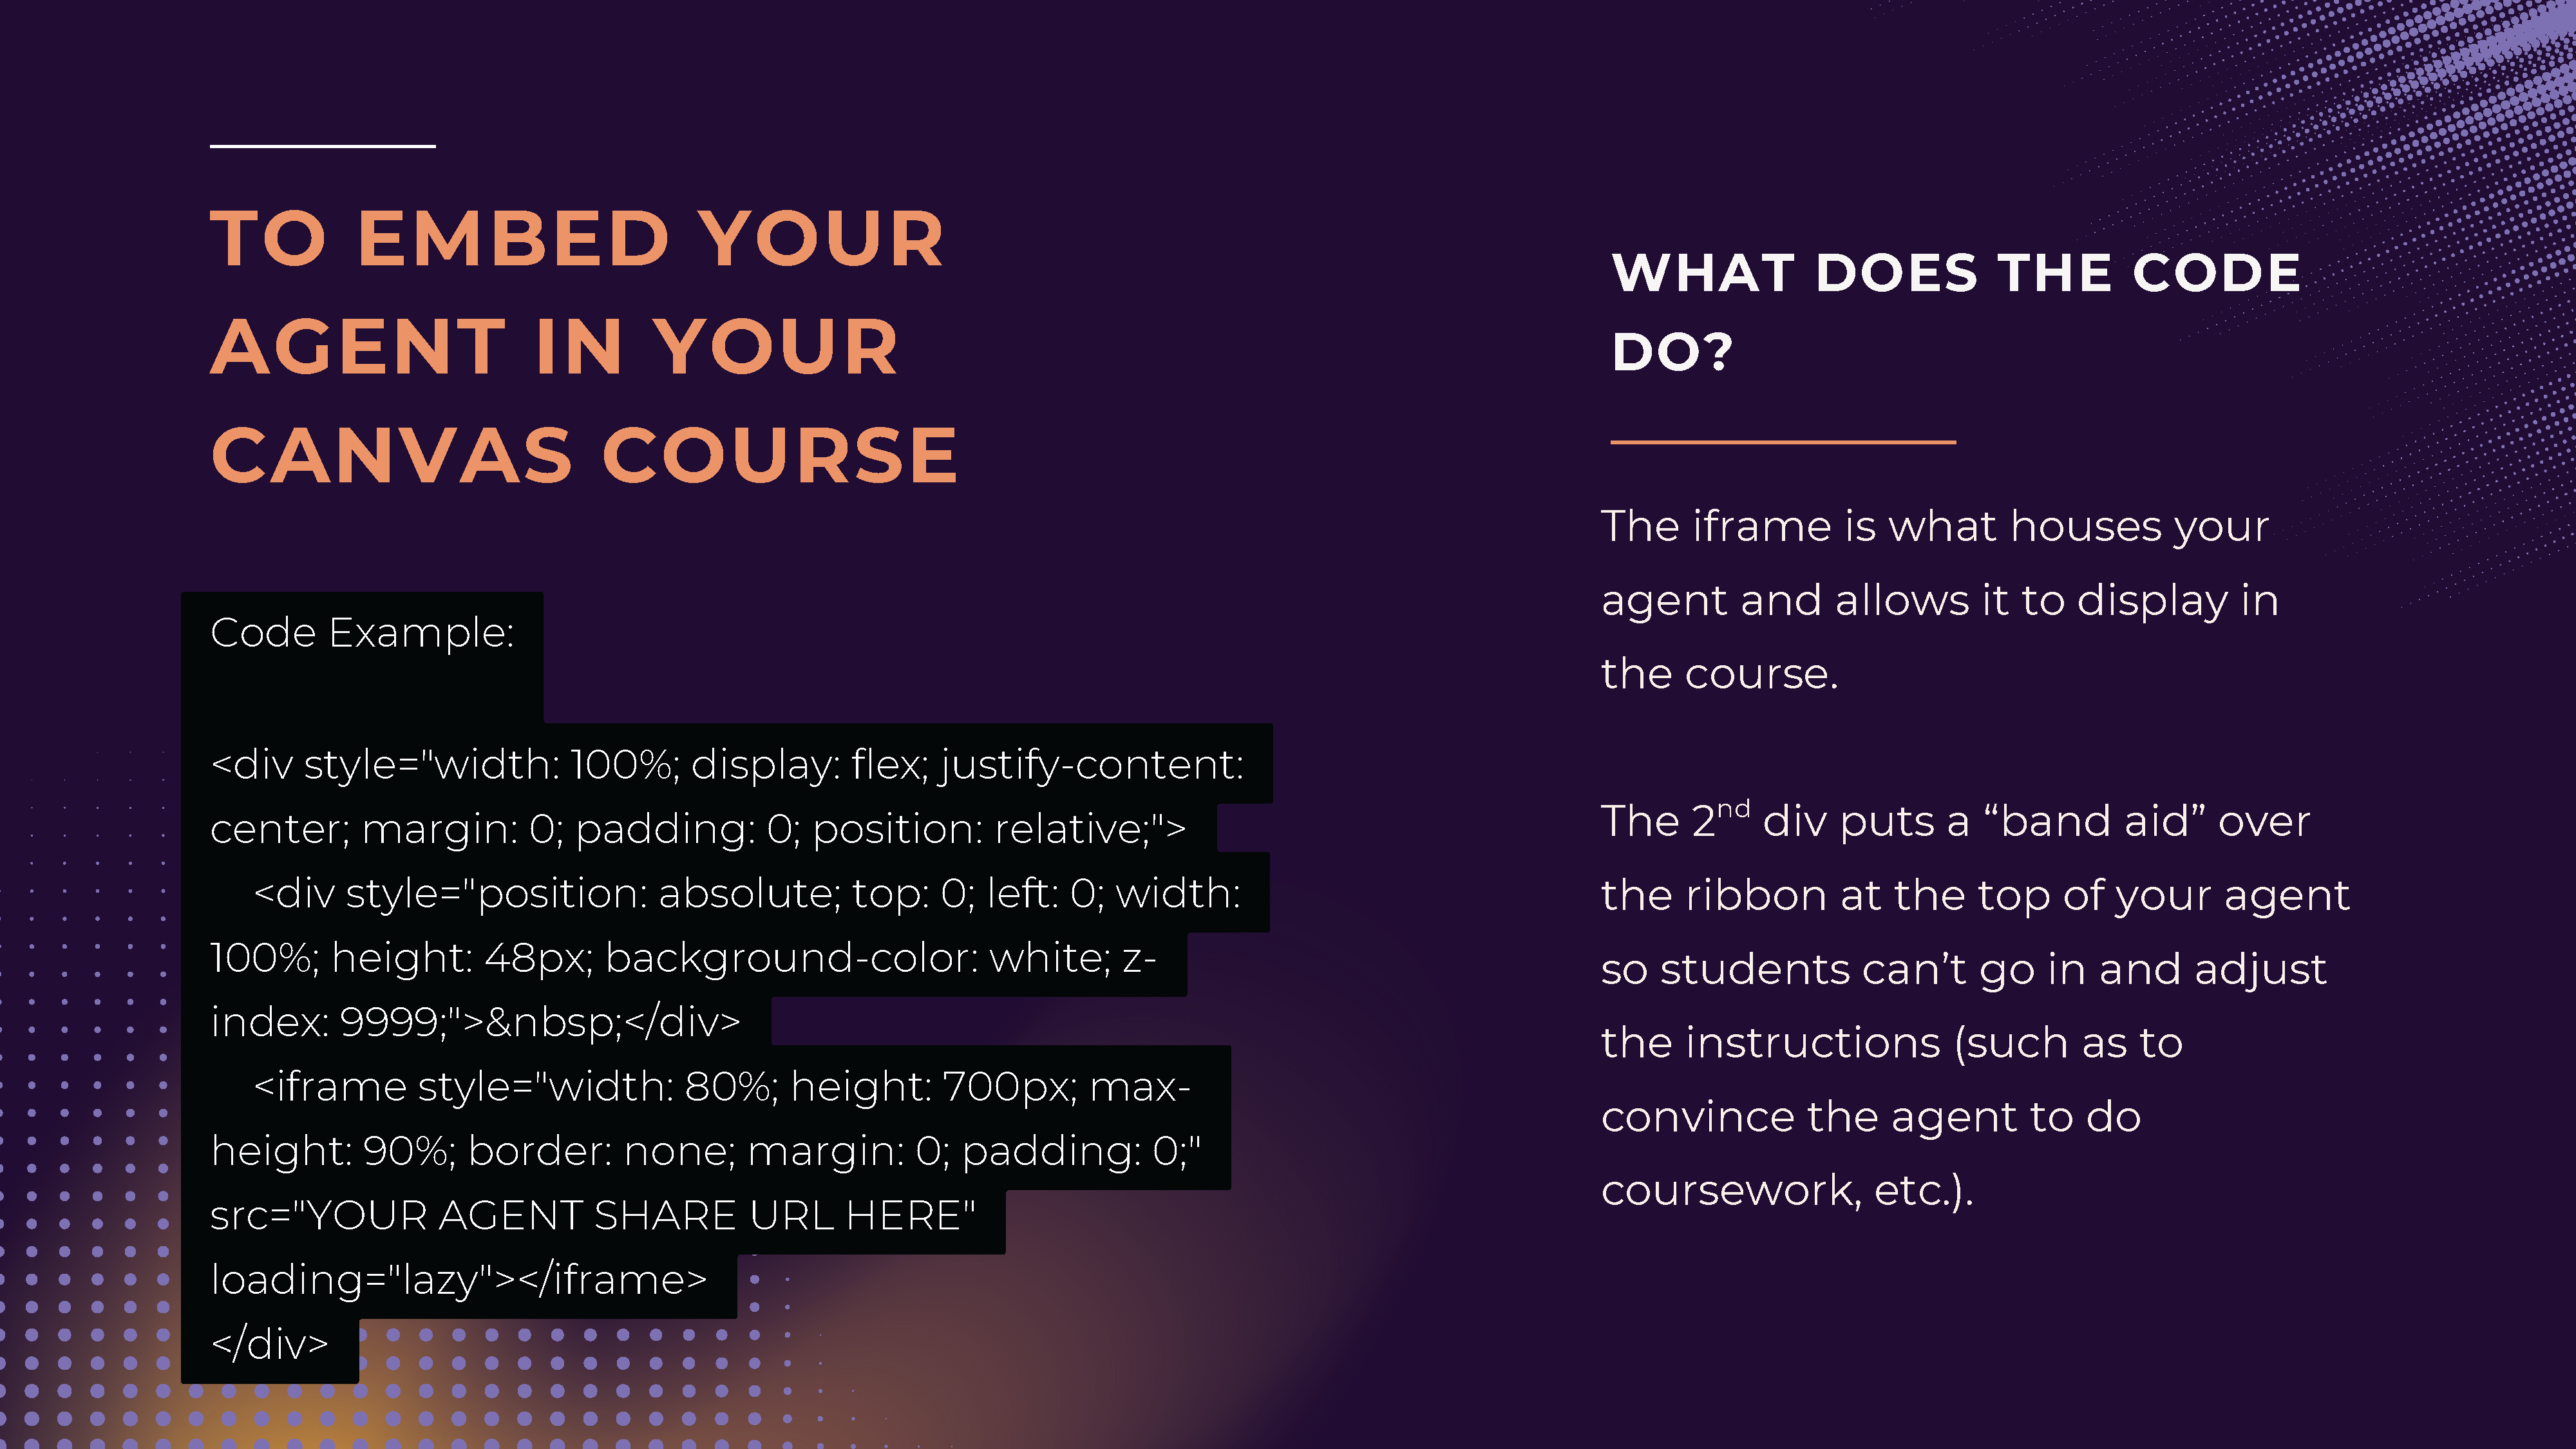 TO EMBED YOUR
AGENT IN YOUR
CANVAS COURSE
Code Example:
<div style="width: 100%; display: flex; justify-content:
center; margin: 0; padding: 0; position: relative;">
<div style="position: absolute; top: 0; left: 0; width:
100%; height: 48px; background-color: white; z-
index: 9999;">&nbsp;</div>
<iframe style="width: 80%; height: 700px; max-
height: 90%; border: none; margin: 0; padding: 0;"
src="YOUR AGENT SHARE URL HERE"
loading="lazy"></iframe>
</div>
WHAT DOES THE CODE
DO?
The iframe is what houses your
agent and allows it to display in
the course.
The 2nd div puts a “band aid” over
the ribbon at the top of your agent
so students can’t go in and adjust
the instructions (such as to
convince the agent to do
coursework, etc.).